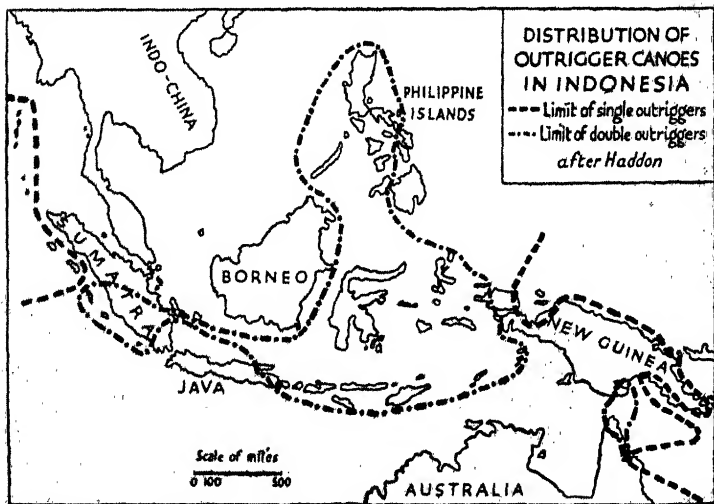 DISTRIBUTION OF
OUTRIGGER CANOES
IN INDONESIA
Limit of single outriggers
Limit of double outriggers
after Haddon
INDO-CHINA
PHILIPPINE
ISLANDS
SUMATRA
BORNEO
NEW GUINEA
JAVA
Scale of miles
0 100 500
AUSTRALIA